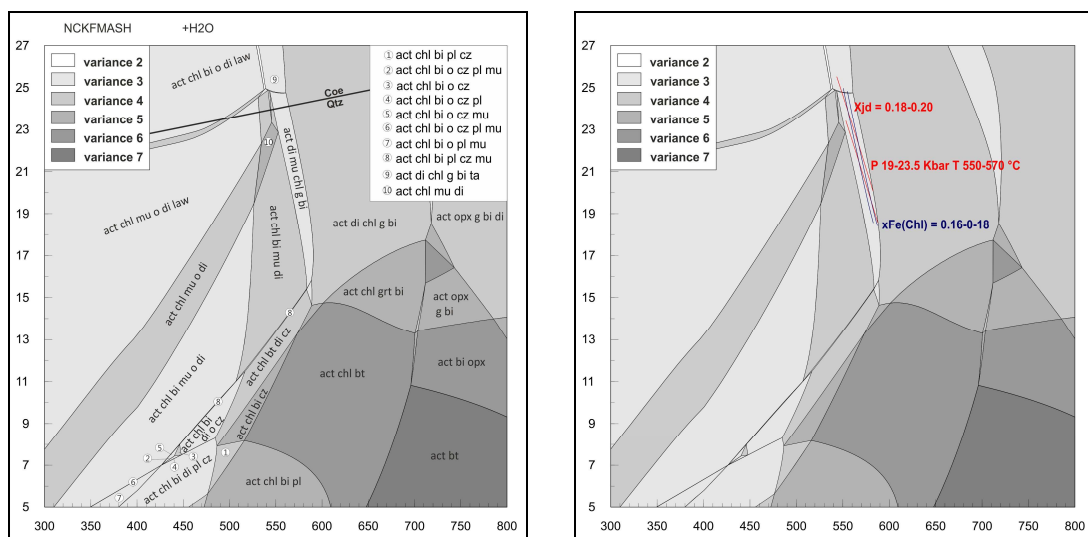 NCKFMASH +H2O
27
25
23
21
19
17
15
13
11
9
7
5
300 350 400 450 500 550 600 650 700 750 800
variance 2
variance 3
variance 4
variance 5
variance 6
variance 7
① act chl bi pl cz
② act chl bi o cz pl mu
③ act chl bi o cz
④ act chl bi o cz pl
⑤ act chl bi o cz mu
⑥ act chl bi o cz pl mu
⑦ act chl bi o pl mu
⑧ act chl bi pl cz mu
⑨ act di chl g bi ta
⑩ act chl mu di
act chl bi o di law
⑨
Coe
Qtz
⑩
act di mu chl g bi
act chl mu o di law
act di chl g bi
act opx g bi di
act chl bi mu di
act chl mu o di
act chl grt bi
act opx
g bi
⑧
act chl bt di cz
act chl bi mu o di
act chl bt
act bi opx
⑧
act chl bi cz
act chl bi
di o cz
⑤
②
③
④
①
act bt
⑥
⑦
act chl bi di pl cz
act chl bi pl
27
25
23
21
19
17
15
13
11
9
7
5
300 350 400 450 500 550 600 650 700 750 800
variance 2
variance 3
variance 4
variance 5
variance 6
variance 7
Xjd = 0.18-0.20
P 19-23.5 Kbar T 550-570 °C
xFe(Chl) = 0.16-0-18